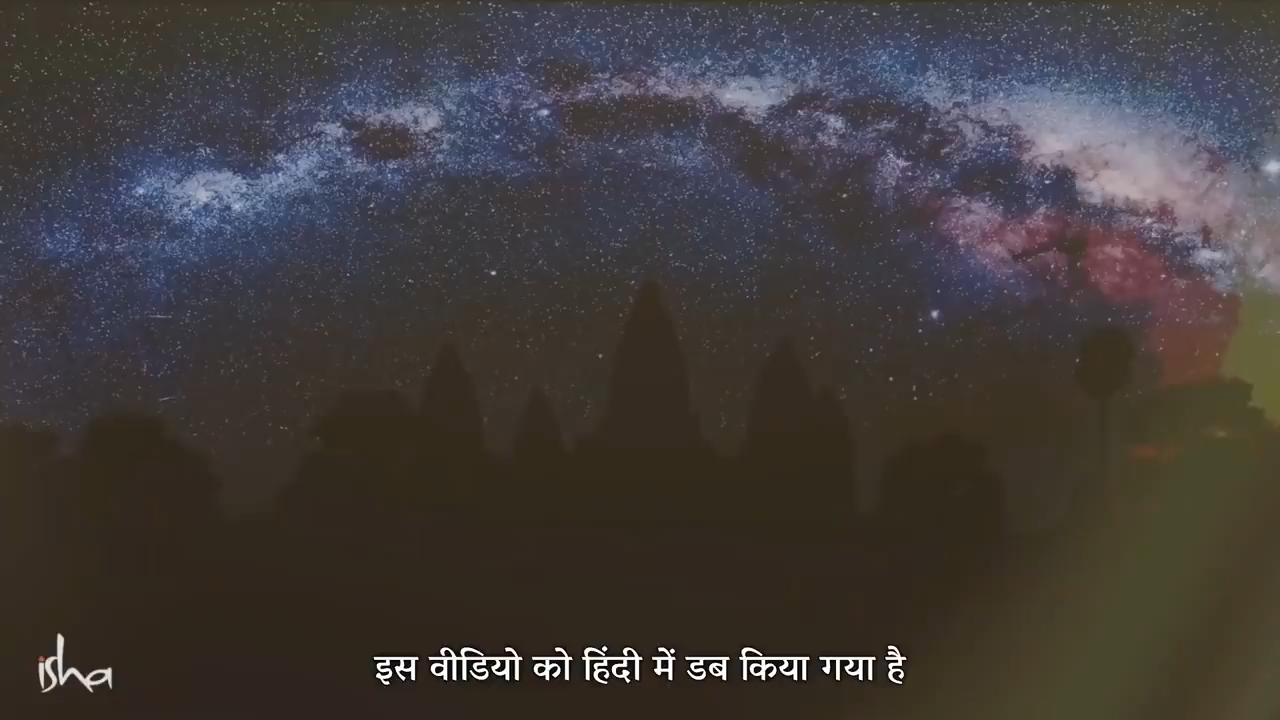 isha
इस वीडियो को हिंदी में डब किया गया है